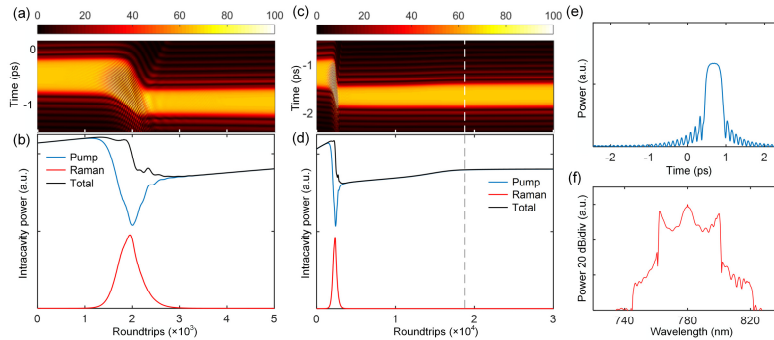 (a)
0 20 40 60 80 100
0
-1
Time (ps)
(b)
Pump
Raman
Total
Intracavity power (a.u.)
0 1 2 3 4 5
Roundtrips (×10³)
(c)
0 20 40 60 80 100
-1
-2
Time (ps)
(d)
Pump
Raman
Total
Intracavity power (a.u.)
0 1 2 3
Roundtrips (×10⁴)
(e)
Power (a.u.)
-2 -1 0 1 2
Time (ps)
(f)
Power 20 dB/div (a.u.)
740 780 820
Wavelength (nm)